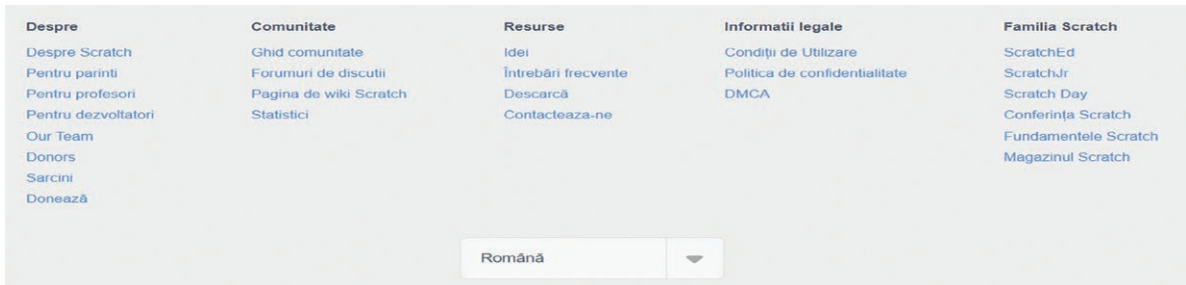 Despre
Despre Scratch
Pentru parinti
Pentru profesori
Pentru dezvoltatori
Our Team
Donors
Sarcini
Donează
Comunitate
Ghid comunitate
Forumuri de discutii
Pagina de wiki Scratch
Statistici
Resurse
Idei
Întrebări frecvente
Descarcă
Contacteaza-ne
Informatii legale
Condiții de Utilizare
Politica de confidentialitate
DMCA
Familia Scratch
ScratchEd
ScratchJr
Scratch Day
Conferința Scratch
Fundamentele Scratch
Magazinul Scratch
Română